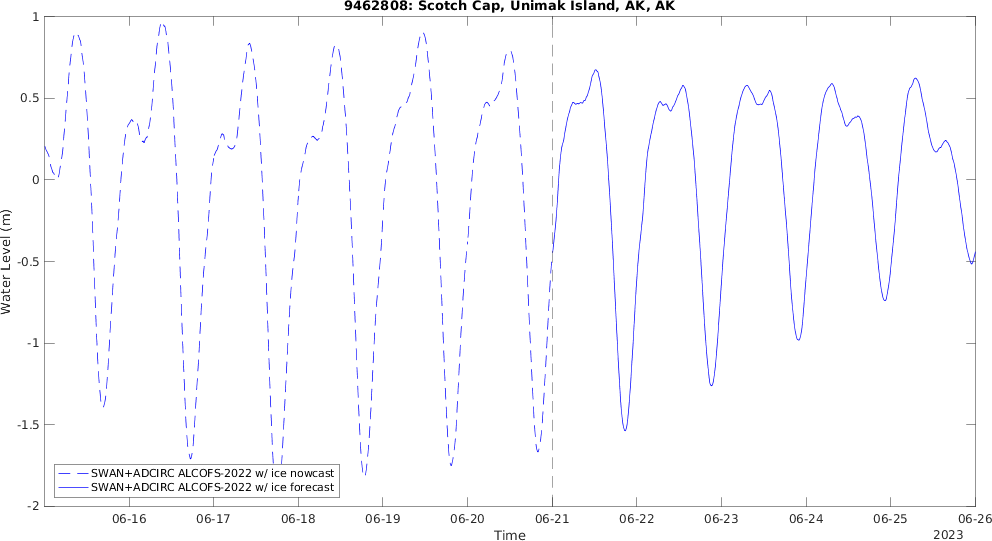 9462808: Scotch Cap, Unimak Island, AK, AK
1
0.5
0
-0.5
-1
-1.5
-2
Water Level (m)
SWAN+ADCIRC ALCOFS-2022 w/ ice nowcast
SWAN+ADCIRC ALCOFS-2022 w/ ice forecast
06-16 06-17 06-18 06-19 06-20 06-21 06-22 06-23 06-24 06-25 06-26
Time
2023